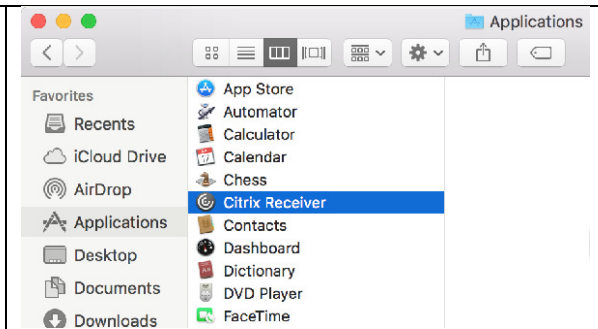 Applications
Favorites
Recents
iCloud Drive
AirDrop
Applications
Desktop
Documents
Downloads
App Store
Automator
Calculator
Calendar
Chess
Citrix Receiver
Contacts
Dashboard
Dictionary
DVD Player
FaceTime